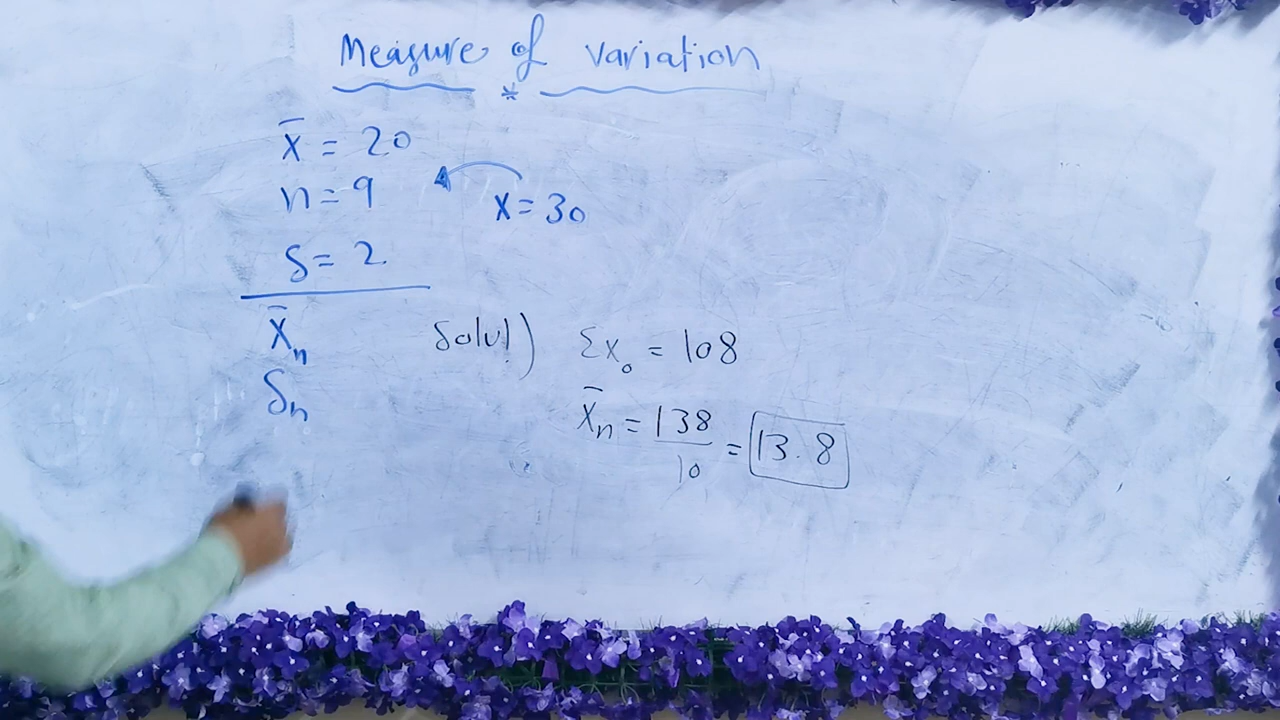 Measure of variation
*
x̄ = 20
n = 9
x = 30
S = 2
x̄n
Sn
Solu!)
Σx₀ = 108
x̄n = 138/10 = 13.8